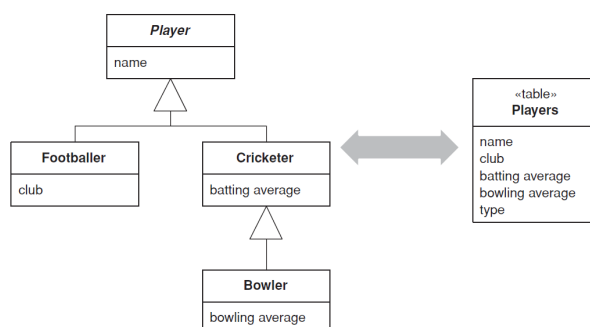 Player
name
Footballer
club
Cricketer
batting average
Bowler
bowling average
«table»
Players
name
club
batting average
bowling average
type